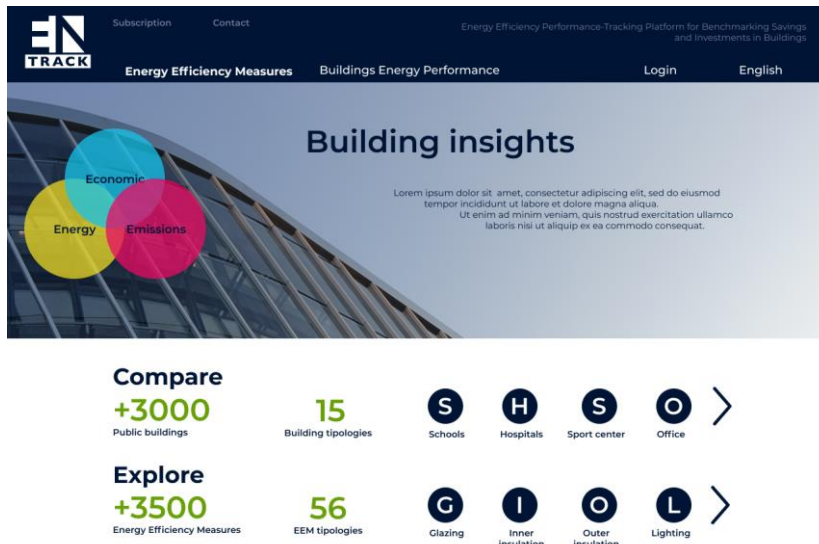 EN
TRACK
Subscription
Contact
Energy Efficiency Performance-Tracking Platform for Benchmarking Savings
and Investments in Buildings
Energy Efficiency Measures
Buildings Energy Performance
Login
English
Building insights
Economic
Energy
Emissions
Lorem ipsum dolor sit amet, consectetur adipiscing elit, sed do eiusmod
tempor incididunt ut labore et dolore magna aliqua.
Ut enim ad minim veniam, quis nostrud exercitation ullamco
laboris nisi ut aliquip ex ea commodo consequat.
Compare
+3000
Public buildings
15
Building tipologies
S
Schools
H
Hospitals
S
Sport center
O
Office
Explore
+3500
Energy Efficiency Measures
56
EEM tipologies
G
Glazing
I
Inner
insulation
O
Outer
insulation
L
Lighting